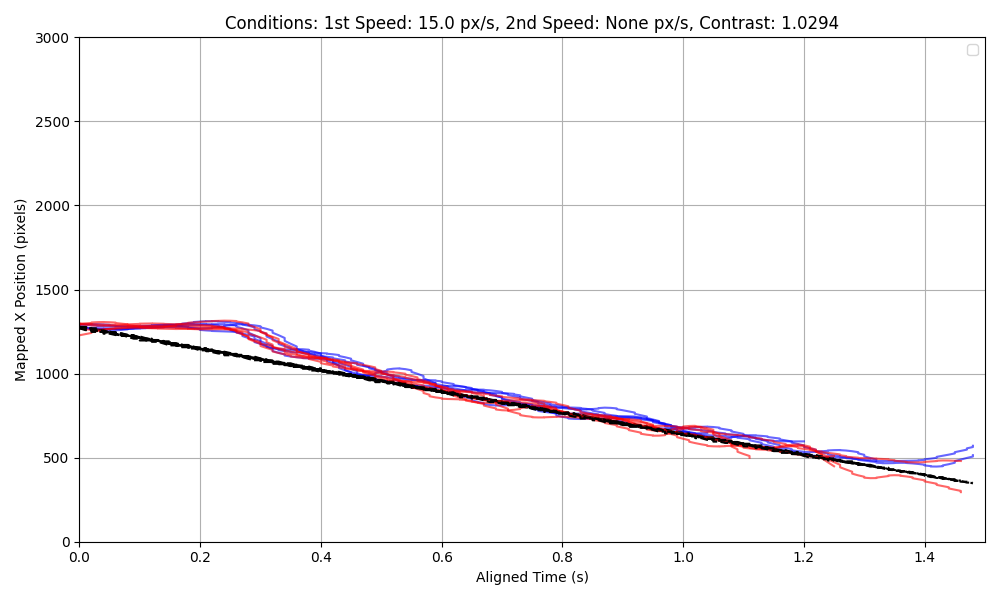 Conditions: 1st Speed: 15.0 px/s, 2nd Speed: None px/s, Contrast: 1.0294
3000
2500
2000
1500
1000
500
0
Mapped X Position (pixels)
0.0 0.2 0.4 0.6 0.8 1.0 1.2 1.4
Aligned Time (s)